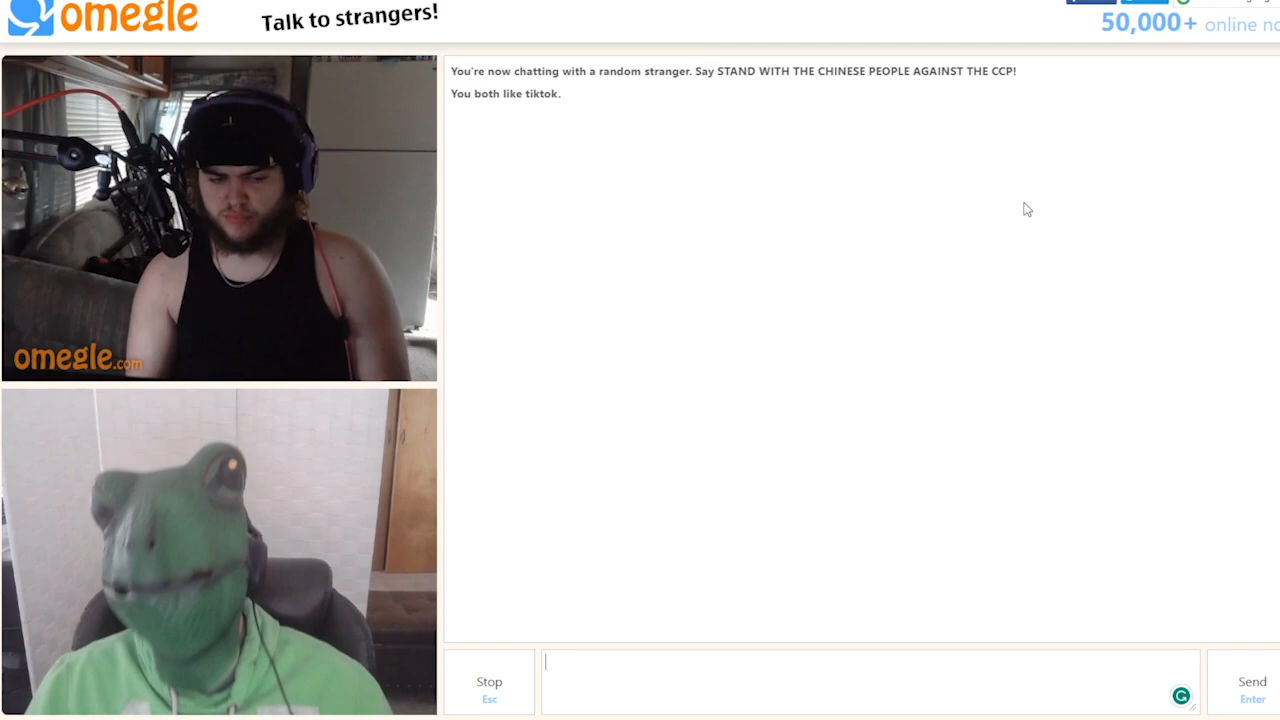 omegle
Talk to strangers!
50,000+ online
You're now chatting with a random stranger. Say STAND WITH THE CHINESE PEOPLE AGAINST THE CCP!
You both like tiktok.
omegle.com
Stop
Esc
Send
Enter